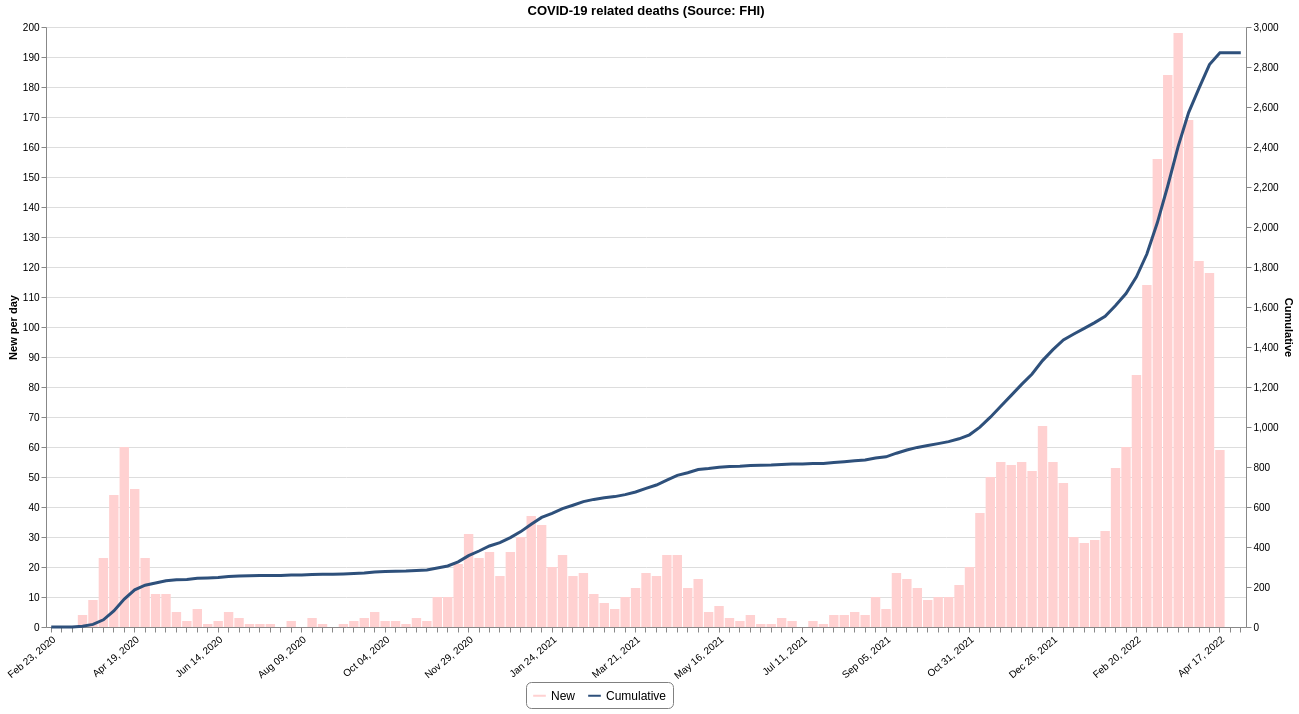 COVID-19 related deaths (Source: FHI)
New per day
200
190
180
170
160
150
140
130
120
110
100
90
80
70
60
50
40
30
20
10
0
3,000
2,800
2,600
2,400
2,200
2,000
1,800
1,600
1,400
1,200
1,000
800
600
400
200
0
Cumulative
Feb 23, 2020
Apr 19, 2020
Jun 14, 2020
Aug 09, 2020
Oct 04, 2020
Nov 29, 2020
Jan 24, 2021
Mar 21, 2021
May 16, 2021
Jul 11, 2021
Sep 05, 2021
Oct 31, 2021
Dec 26, 2021
Feb 20, 2022
Apr 17, 2022
New Cumulative